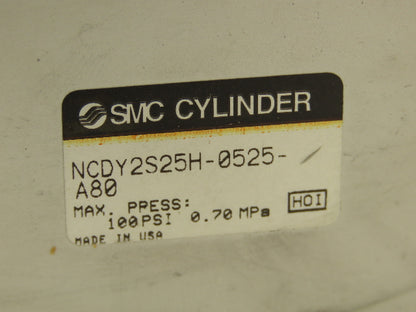 SMC CYLINDER
NCDY2S25H-0525-
A80
MAX. PRESS:
100PSI 0.70 MPa
HOI
MADE IN USA